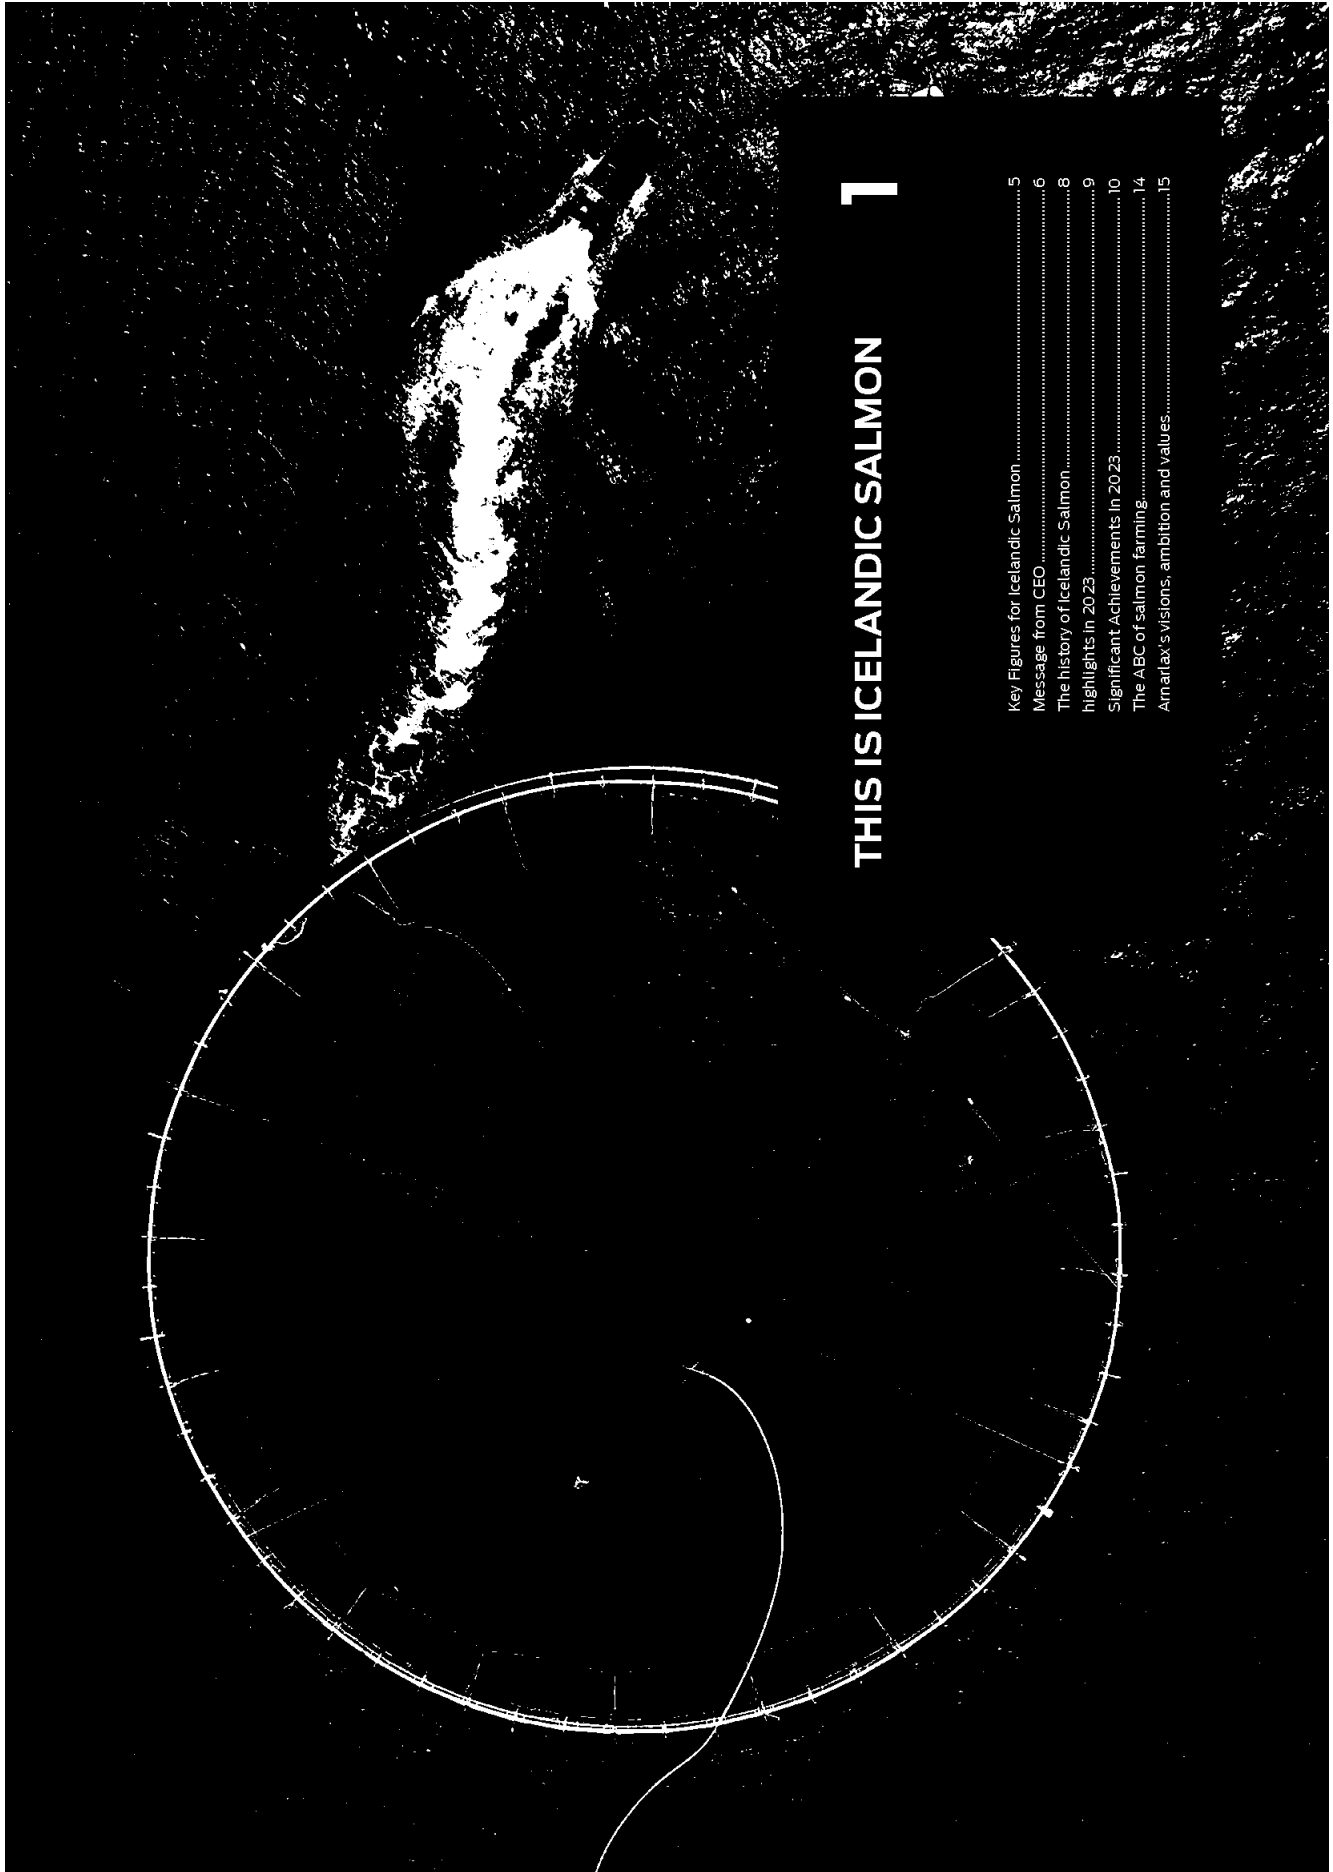 THIS IS ICELANDIC SALMON 1
Key Figures for Icelandic Salmon 5
Message from CEO 6
The history of Icelandic Salmon 8
highlights in 2023 9
Significant Achievements In 2023 10
The ABC of salmon farming 14
Arnarlax's visions, ambition and values 15